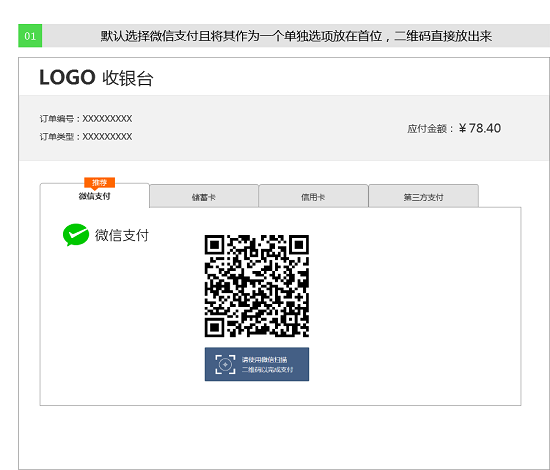 01 默认选择微信支付且将其作为一个单独选项放在首位，二维码直接放出来
LOGO 收银台
订单编号：XXXXXXXXX
订单类型：XXXXXXXXX
应付金额：￥78.40
推荐
微信支付 储蓄卡 信用卡 第三方支付
微信支付
请使用微信扫描
二维码以完成支付